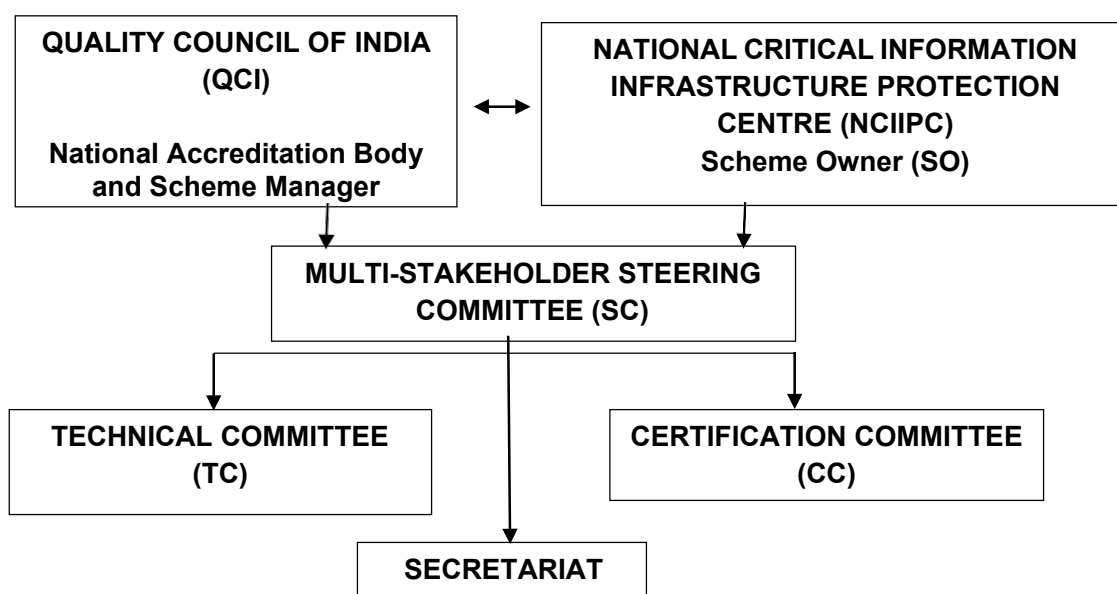 QUALITY COUNCIL OF INDIA
(QCI)
National Accreditation Body
and Scheme Manager
NATIONAL CRITICAL INFORMATION
INFRASTRUCTURE PROTECTION
CENTRE (NCIIPC)
Scheme Owner (SO)
MULTI-STAKEHOLDER STEERING
COMMITTEE (SC)
TECHNICAL COMMITTEE
(TC)
CERTIFICATION COMMITTEE
(CC)
SECRETARIAT